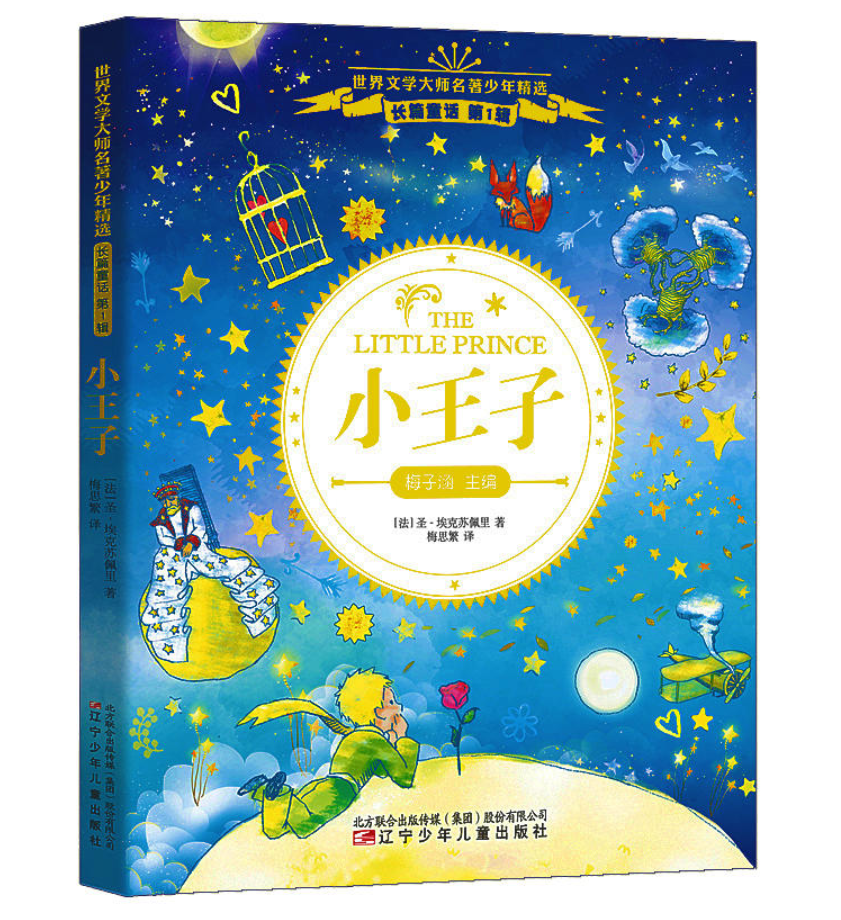 世界文学大师名著少年精选
长篇童话 第1辑
THE
LITTLE PRINCE
小王子
梅子涵 主编
[法]圣-埃克苏佩里 著
梅思繁 译
北方联合出版传媒(集团)股份有限公司
辽宁少年儿童出版社
世界文学大师名著少年精选
长篇童话 第1辑
小王子
[法]圣·埃克苏佩里 著
梅思繁 译
北方联合出版传媒(集团)股份有限公司
辽宁少年儿童出版社